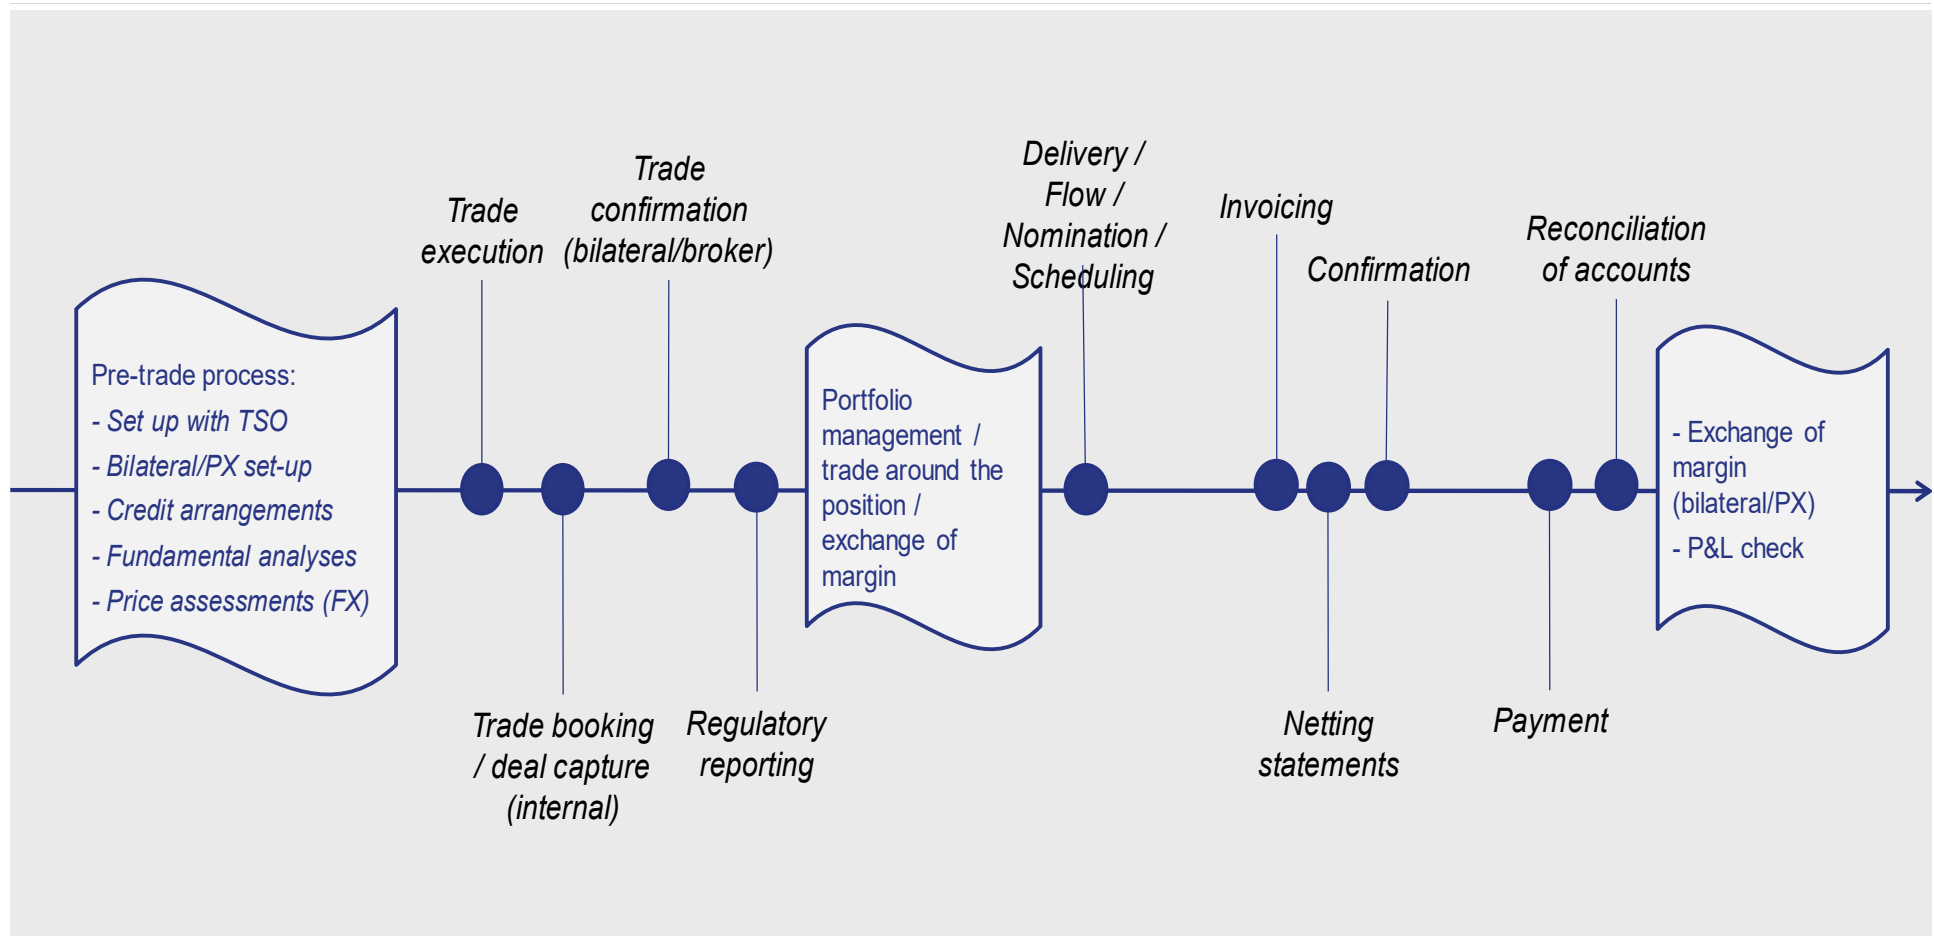 Pre-trade process:
- Set up with TSO
- Bilateral/PX set-up
- Credit arrangements
- Fundamental analyses
- Price assessments (FX)
Trade
execution
Trade booking
/ deal capture
(internal)
Trade
confirmation
(bilateral/broker)
Regulatory
reporting
Portfolio
management /
trade around the
position /
exchange of
margin
Delivery /
Flow /
Nomination /
Scheduling
Invoicing
Netting
statements
Confirmation
Payment
Reconciliation
of accounts
- Exchange of
margin
(bilateral/PX)
- P&L check